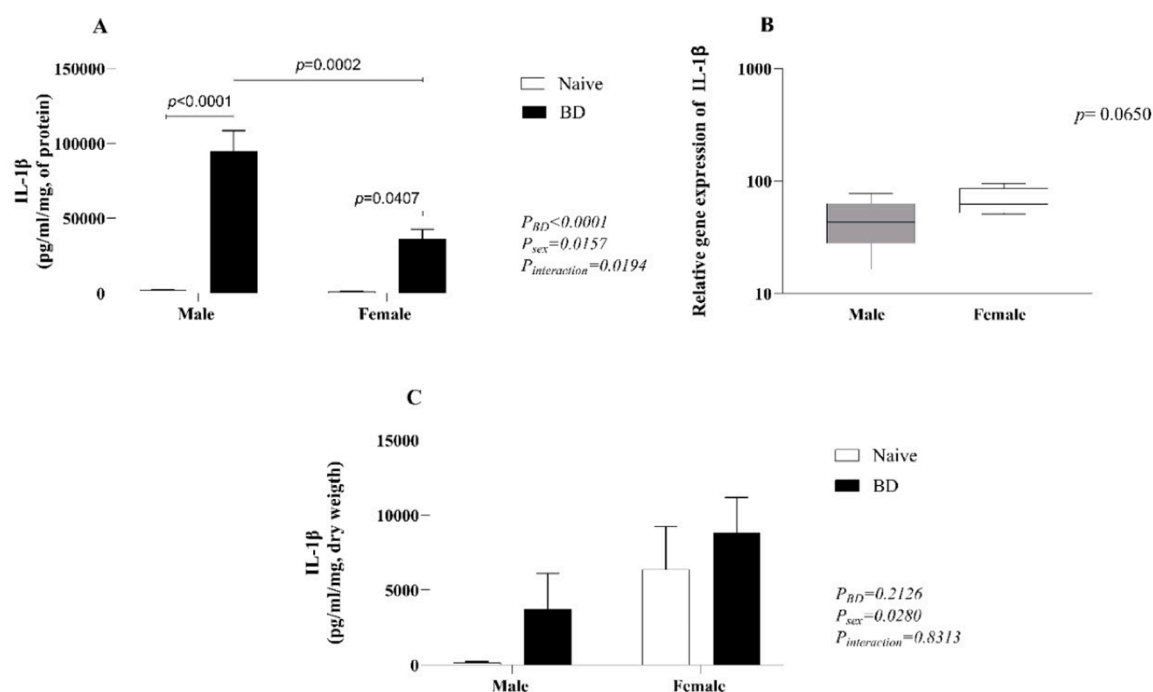 A
IL-1β
(pg/ml/mg, of protein)
150000
100000
50000
0
p=0.0002
p<0.0001
p=0.0407
Male
Female
Naive
BD
P_BD<0.0001
P_sex=0.0157
P_interaction=0.0194
B
Relative gene expression of IL-1β
1000
100
10
p= 0.0650
Male
Female
C
IL-1β
(pg/ml/mg, dry weigth)
15000
10000
5000
0
Male
Female
Naive
BD
P_BD=0.2126
P_sex=0.0280
P_interaction=0.8313